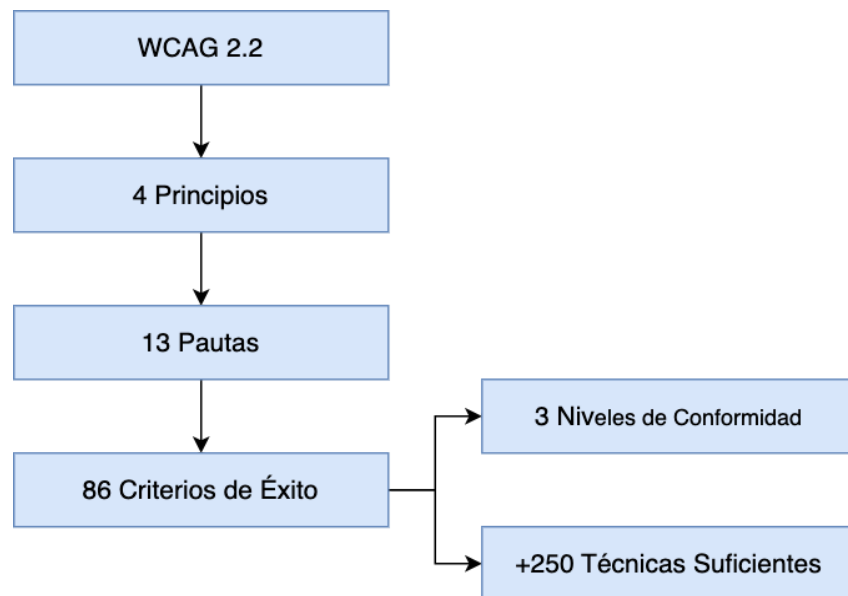 WCAG 2.2
4 Principios
13 Pautas
86 Criterios de Éxito
3 Niveles de Conformidad
+250 Técnicas Suficientes